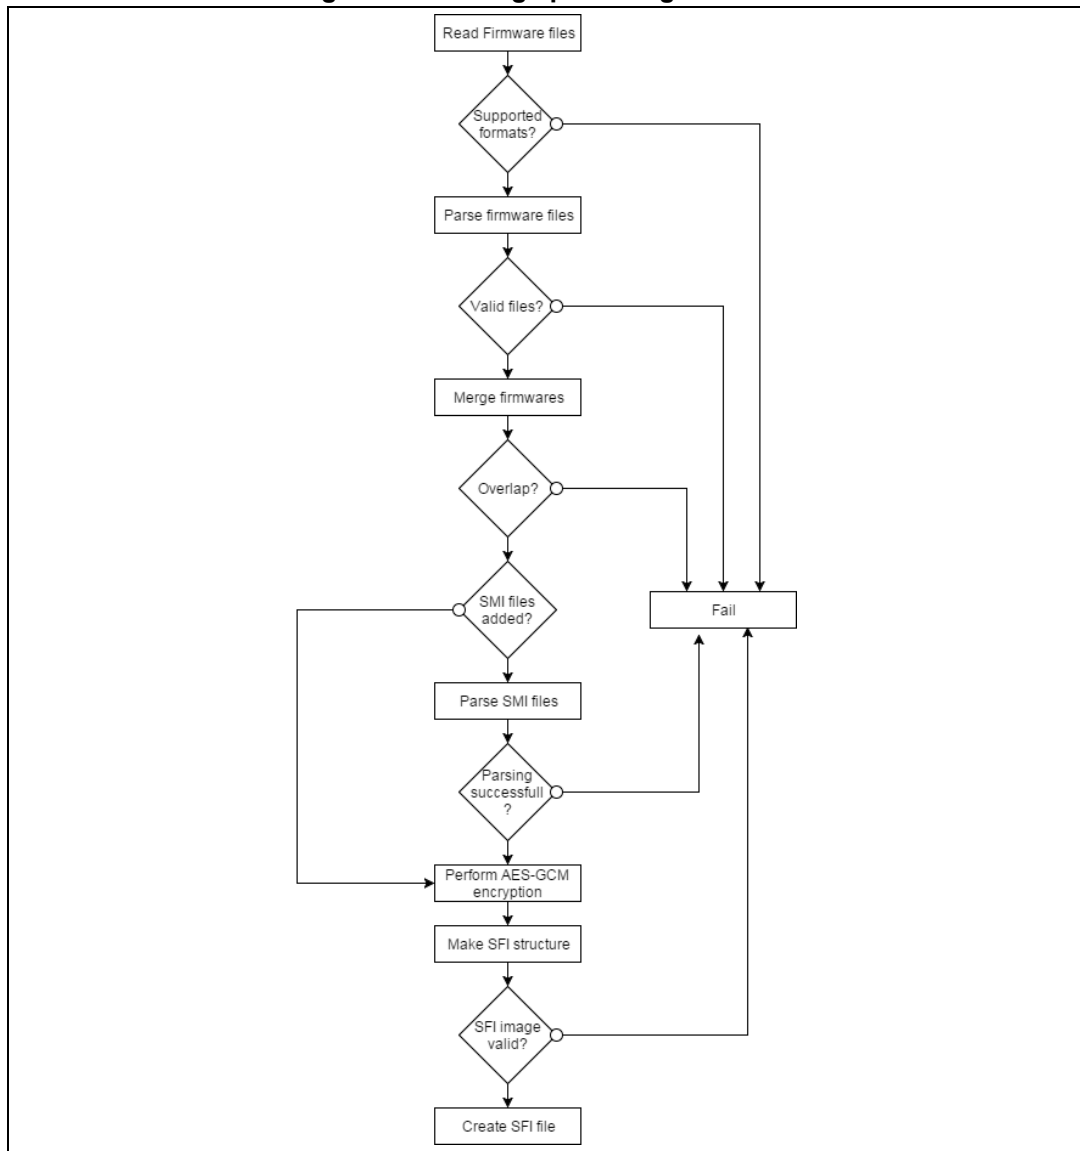 Read Firmware files
Supported
formats?
Parse firmware files
Valid files?
Merge firmwares
Overlap?
SMI files
added?
Fail
Parse SMI files
Parsing
successfull
?
Perform AES-GCM
encryption
Make SFI structure
SFI image
valid?
Create SFI file